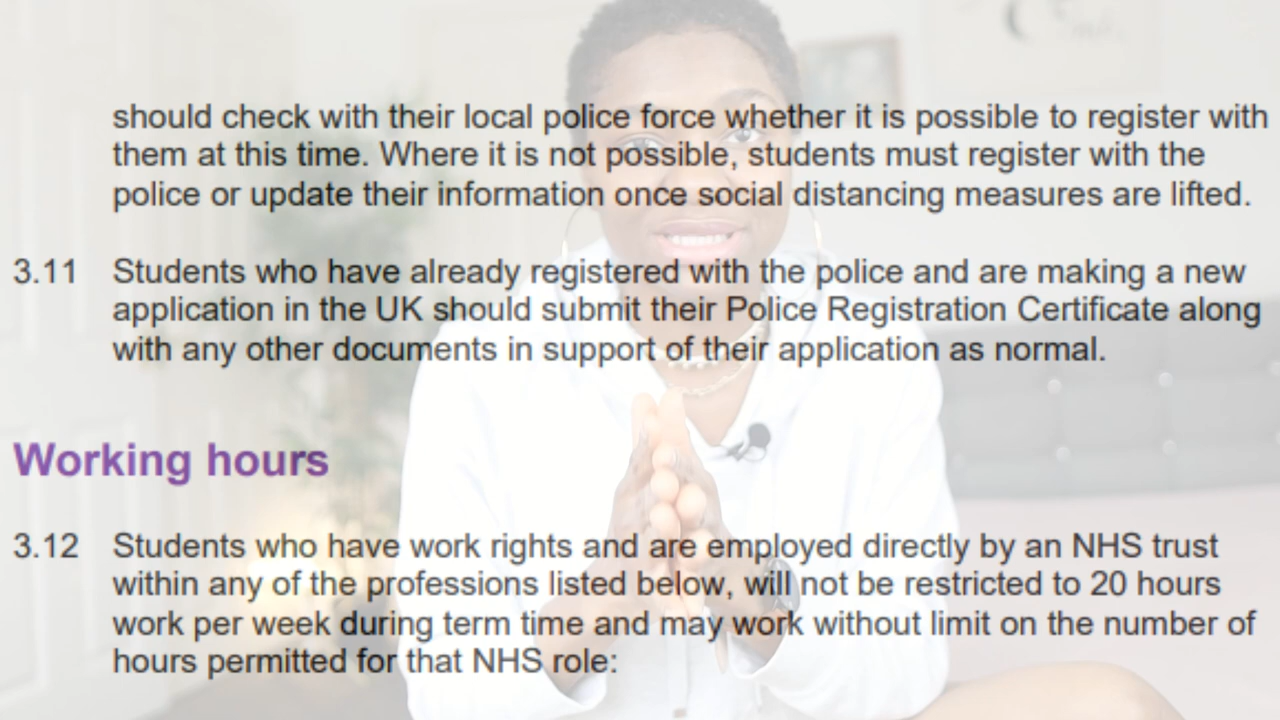 should check with their local police force whether it is possible to register with
them at this time. Where it is not possible, students must register with the
police or update their information once social distancing measures are lifted.
3.11 Students who have already registered with the police and are making a new
application in the UK should submit their Police Registration Certificate along
with any other documents in support of their application as normal.
Working hours
3.12 Students who have work rights and are employed directly by an NHS trust
within any of the professions listed below, will not be restricted to 20 hours
work per week during term time and may work without limit on the number of
hours permitted for that NHS role: